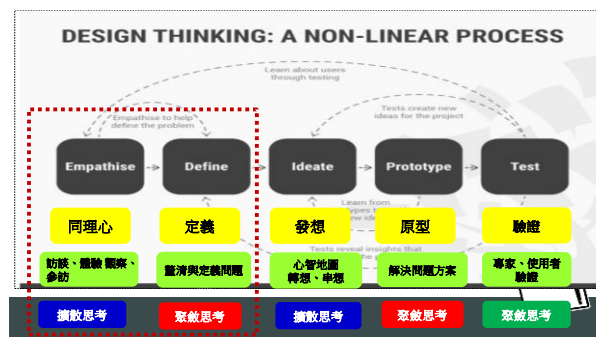 DESIGN THINKING: A NON-LINEAR PROCESS
Learn about users
through testing
Empathise to help
define the problem
Tests create new
ideas for the project
Empathise
Define
Ideate
Prototype
Test
Learn from
types t
new idea
Tests reveal insights that
同理心
定義
發想
原型
驗證
訪談、體驗 觀察、
參訪
釐清與定義問題
心智地圖
轉想、串想
解決問題方案
專家、使用者
驗證
擴散思考
聚斂思考
擴散思考
聚斂思考
聚斂思考